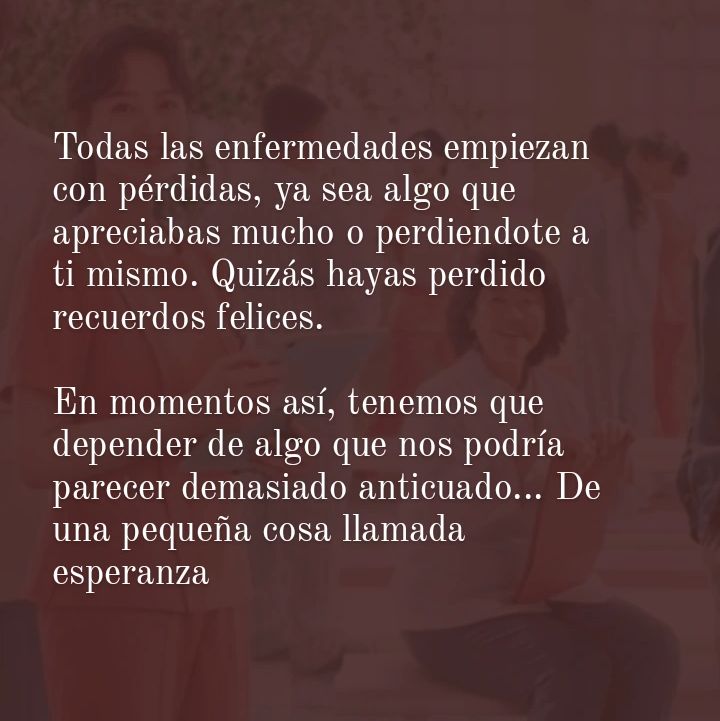 Todas las enfermedades empiezan
con pérdidas, ya sea algo que
apreciabas mucho o perdiendote a
ti mismo. Quizás hayas perdido
recuerdos felices.
En momentos así, tenemos que
depender de algo que nos podría
parecer demasiado anticuado... De
una pequeña cosa llamada
esperanza